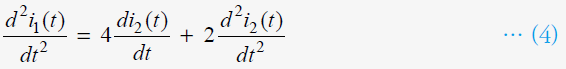 d²i₁(t)/dt² = 4 di₂(t)/dt + 2 d²i₂(t)/dt² ··· (4)